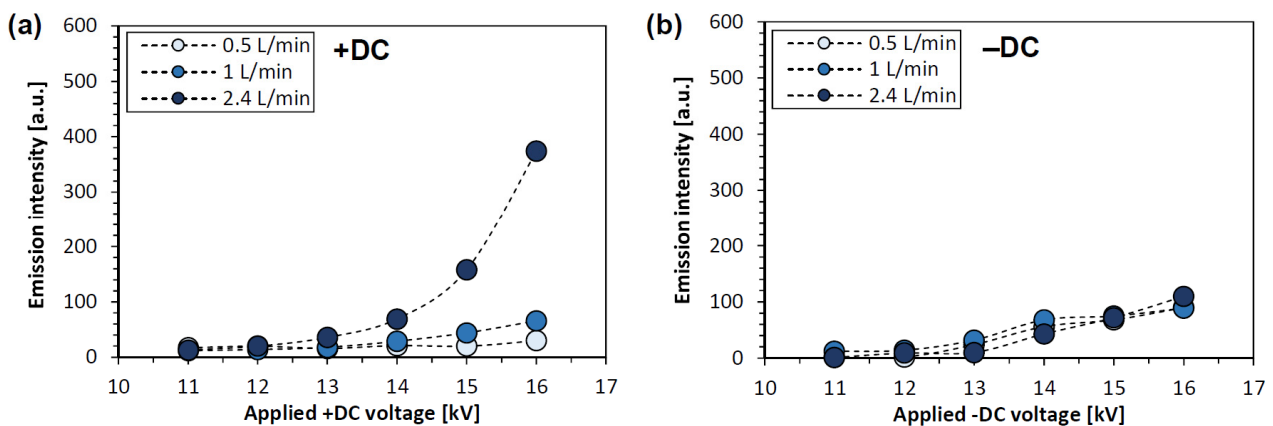 (a)
+DC
0.5 L/min
1 L/min
2.4 L/min
Emission intensity [a.u.]
600
500
400
300
200
100
0
10 11 12 13 14 15 16 17
Applied +DC voltage [kV]
(b)
–DC
0.5 L/min
1 L/min
2.4 L/min
Emission intensity [a.u.]
600
500
400
300
200
100
0
10 11 12 13 14 15 16 17
Applied -DC voltage [kV]